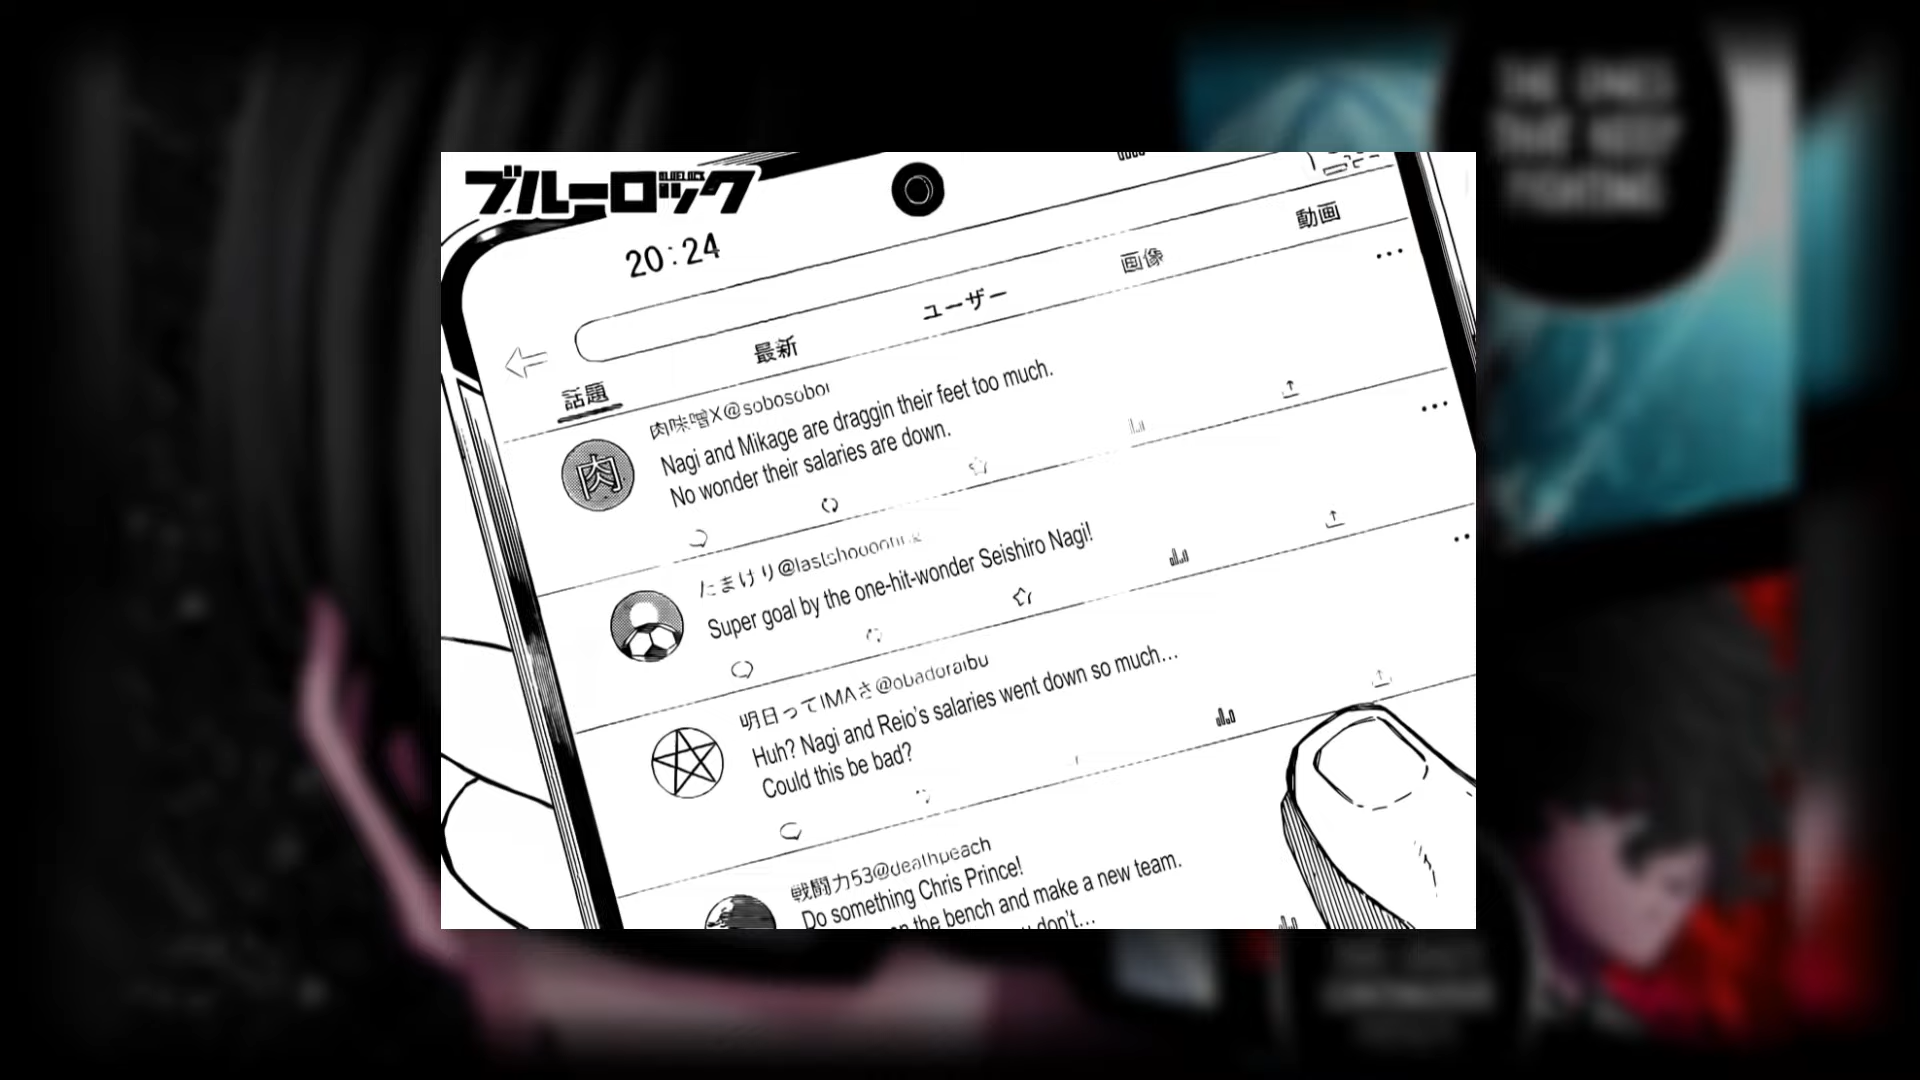 ブルーロック
20:24
動画
画像
ユーザー
最新
話題
肉味噌X@sobosoboi
Nagi and Mikage are draggin their feet too much.
No wonder their salaries are down.
肉
たまけり
Super goal by the one-hit-wonder Seishiro Nagi!
明日ってIMAさ@obadoraibu
Huh? Nagi and Reio's salaries went down so much...
Could this be bad?
戦闘力53@deathpeach
Do something Chris Prince!
the bench and make a new team.
don't...